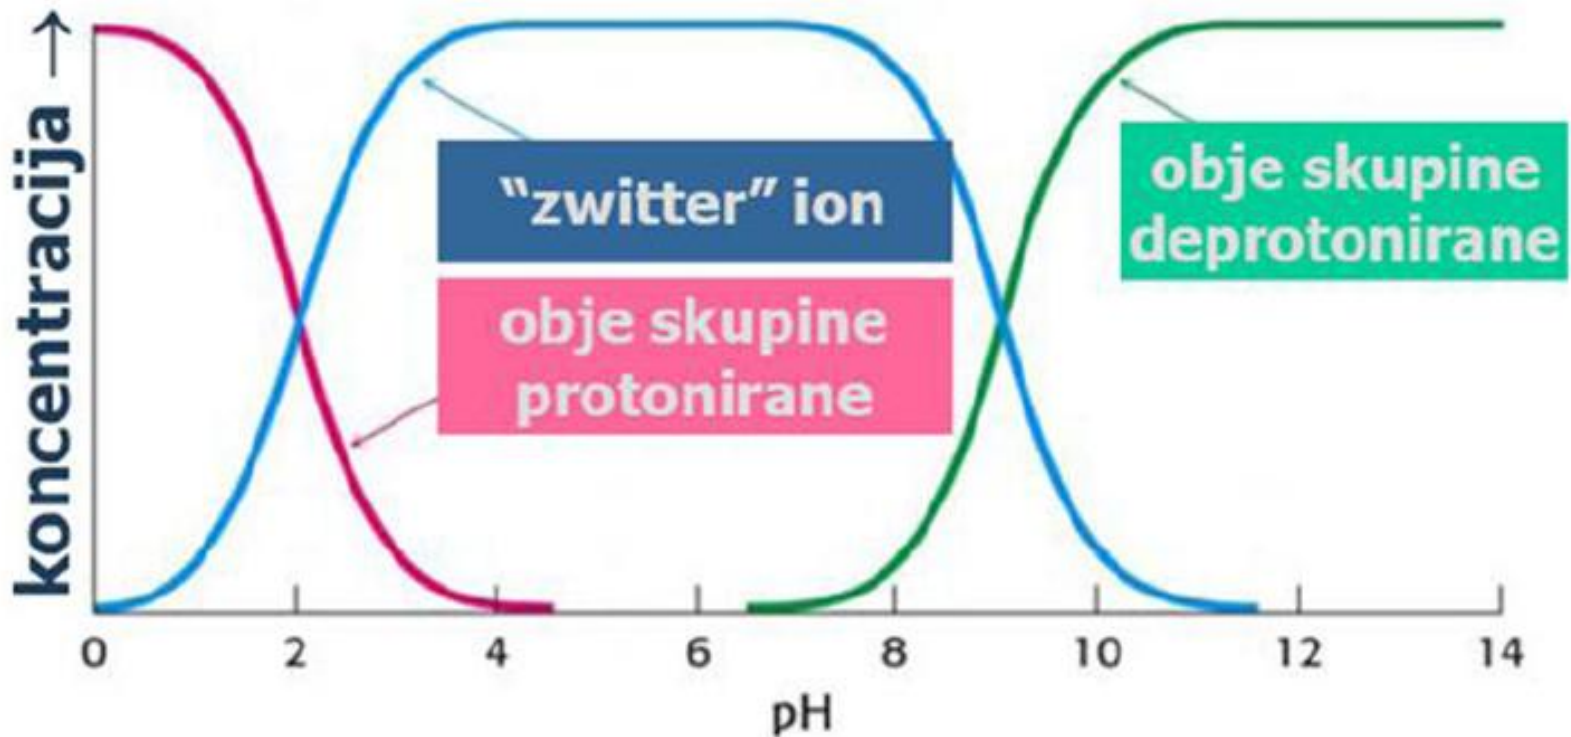 koncentracija →
"zwitter" ion
obje skupine
protonirane
obje skupine
deprotonirane
0 2 4 6 8 10 12 14
pH